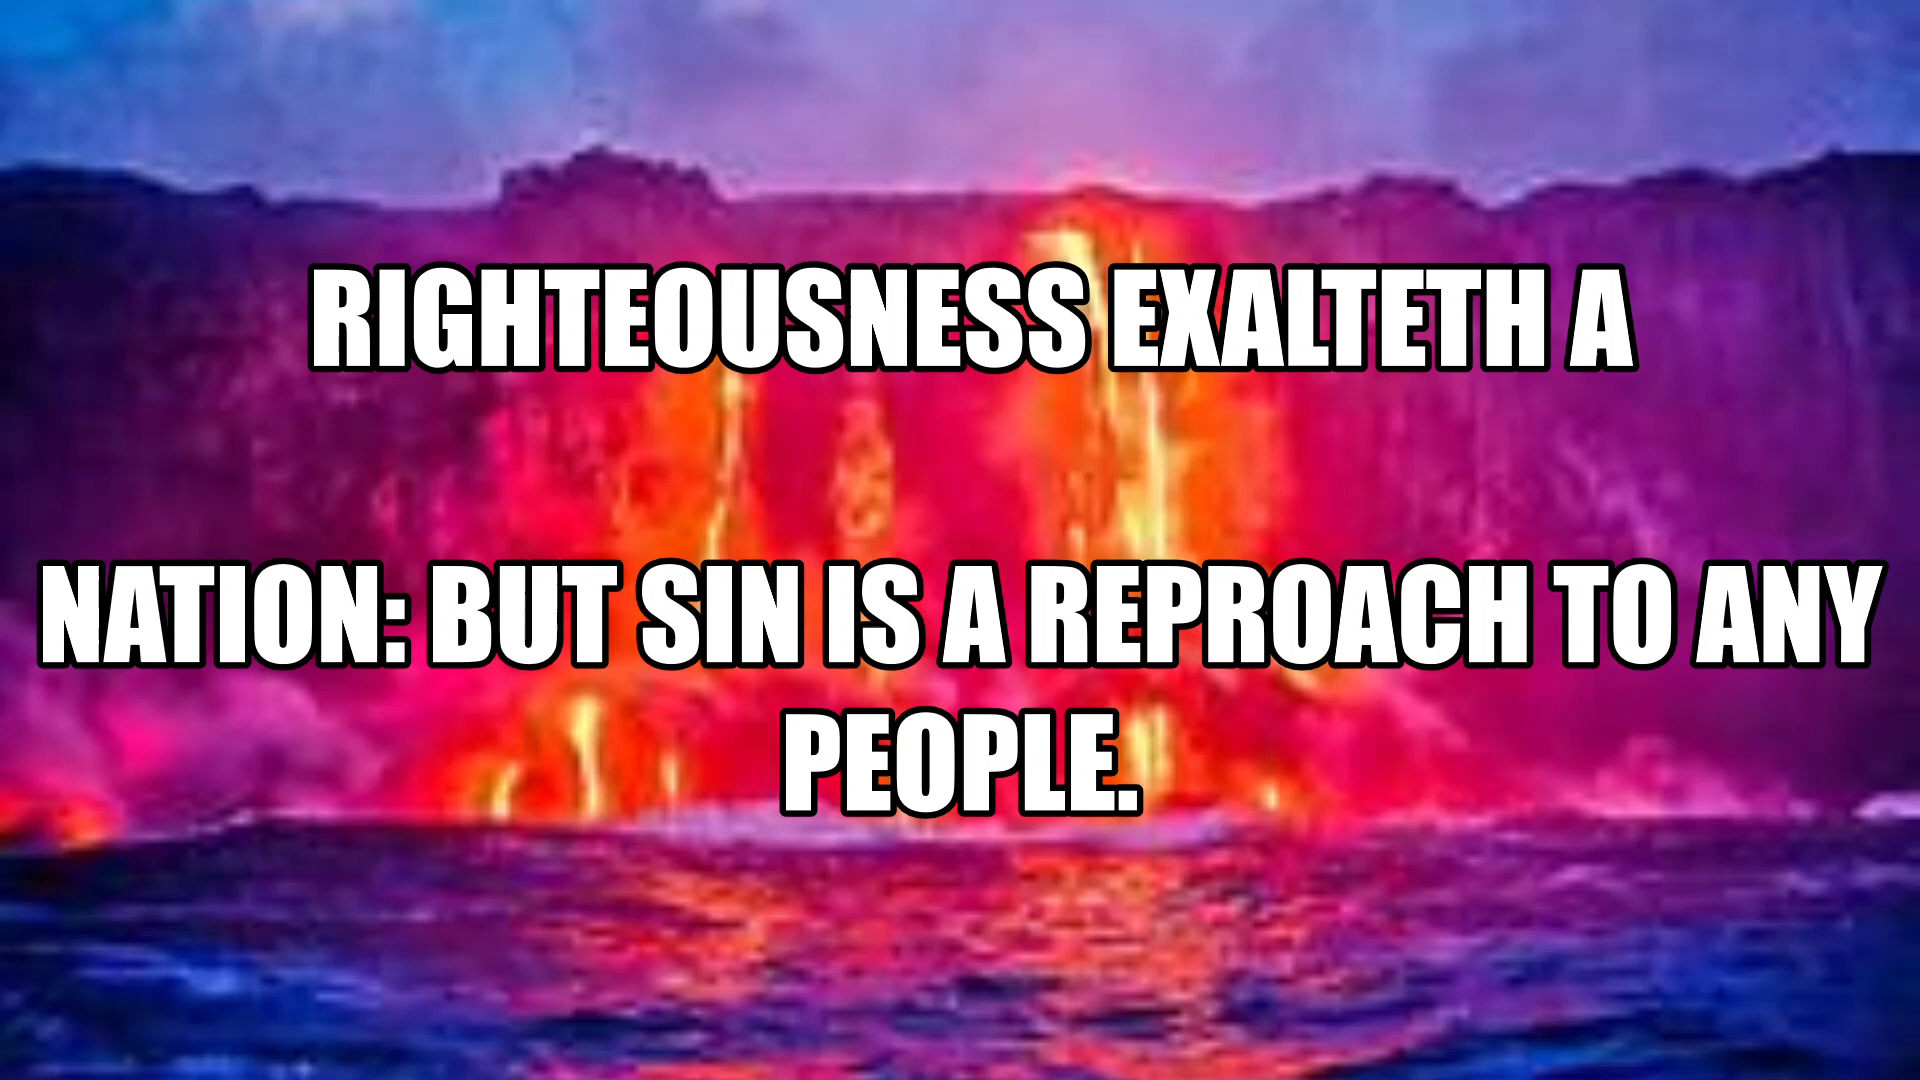 RIGHTEOUSNESS EXALTETH A
NATION: BUT SIN IS A REPROACH TO ANY
PEOPLE.